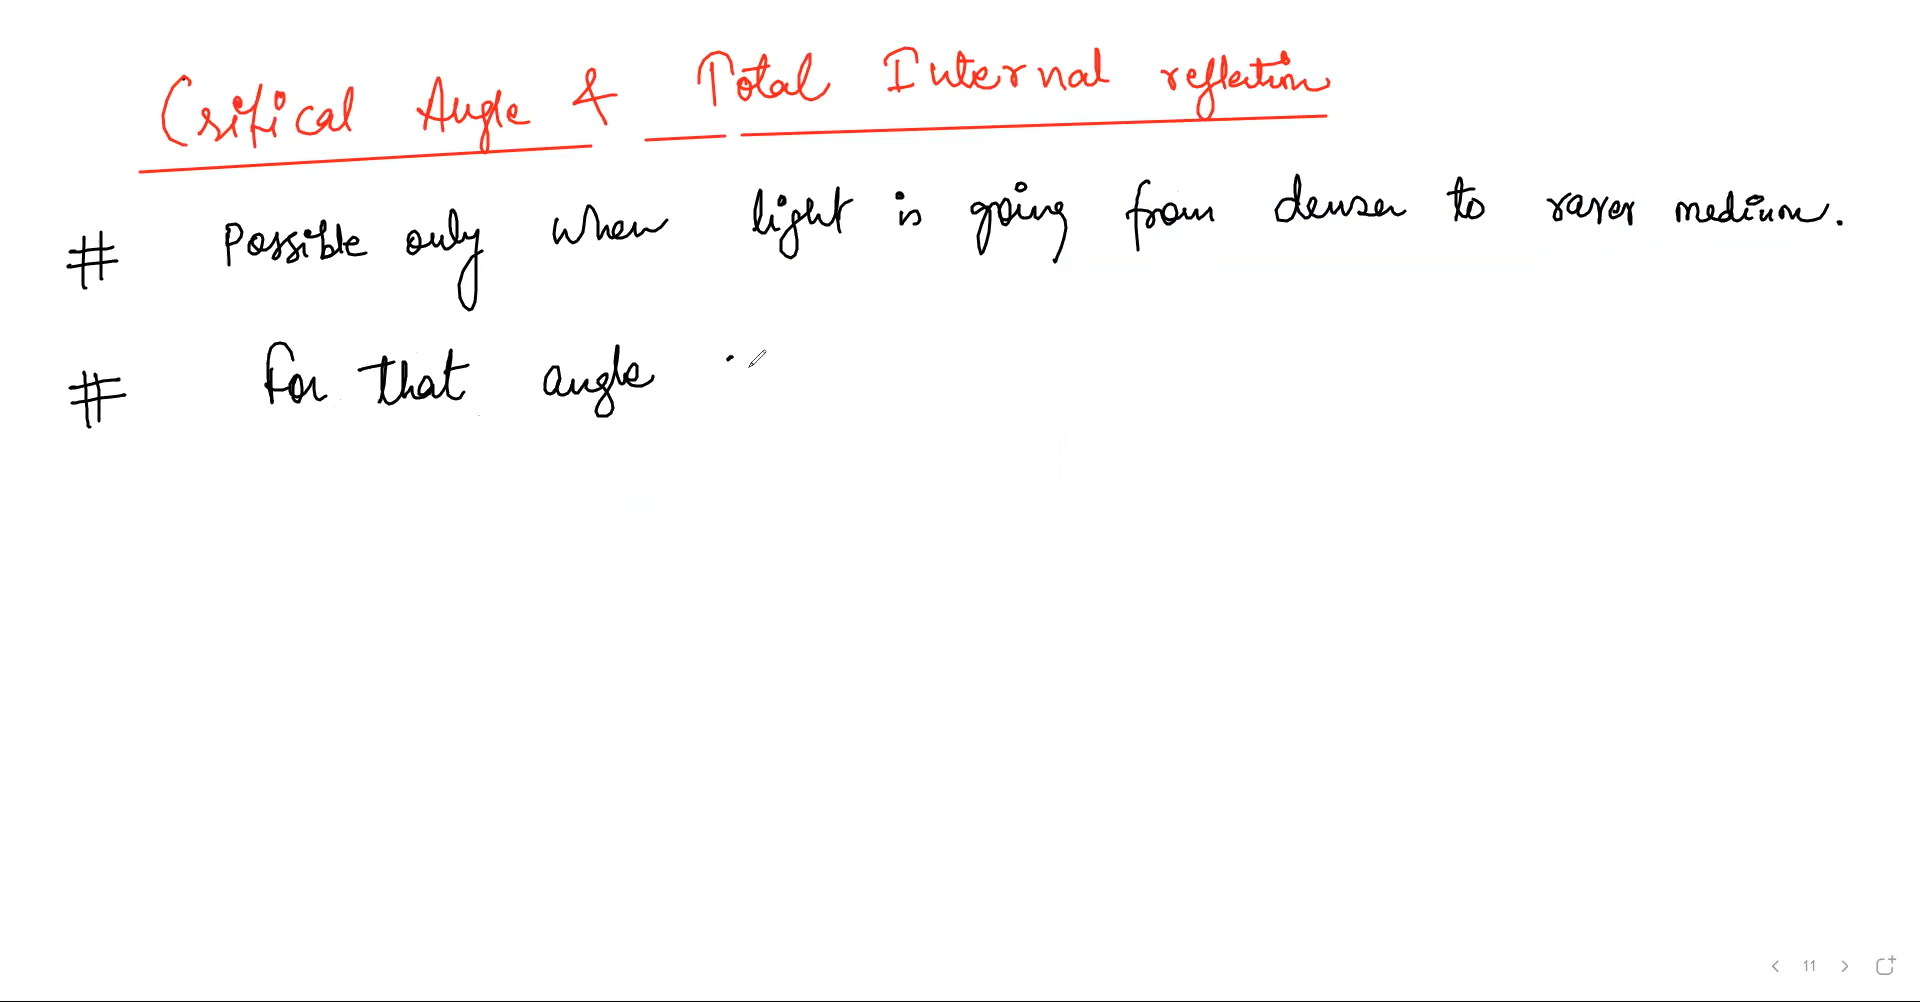 Critical Angle & Total Internal reflection
# Possible only when light is going from denser to rarer medium.
# For that angle
11